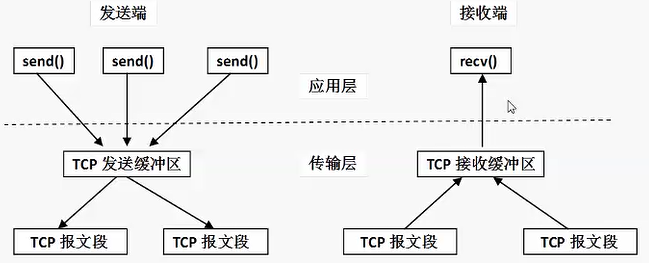 发送端 接收端
send() send() send() recv()
应用层
TCP 发送缓冲区 传输层 TCP 接收缓冲区
TCP 报文段 TCP 报文段 TCP 报文段 TCP 报文段